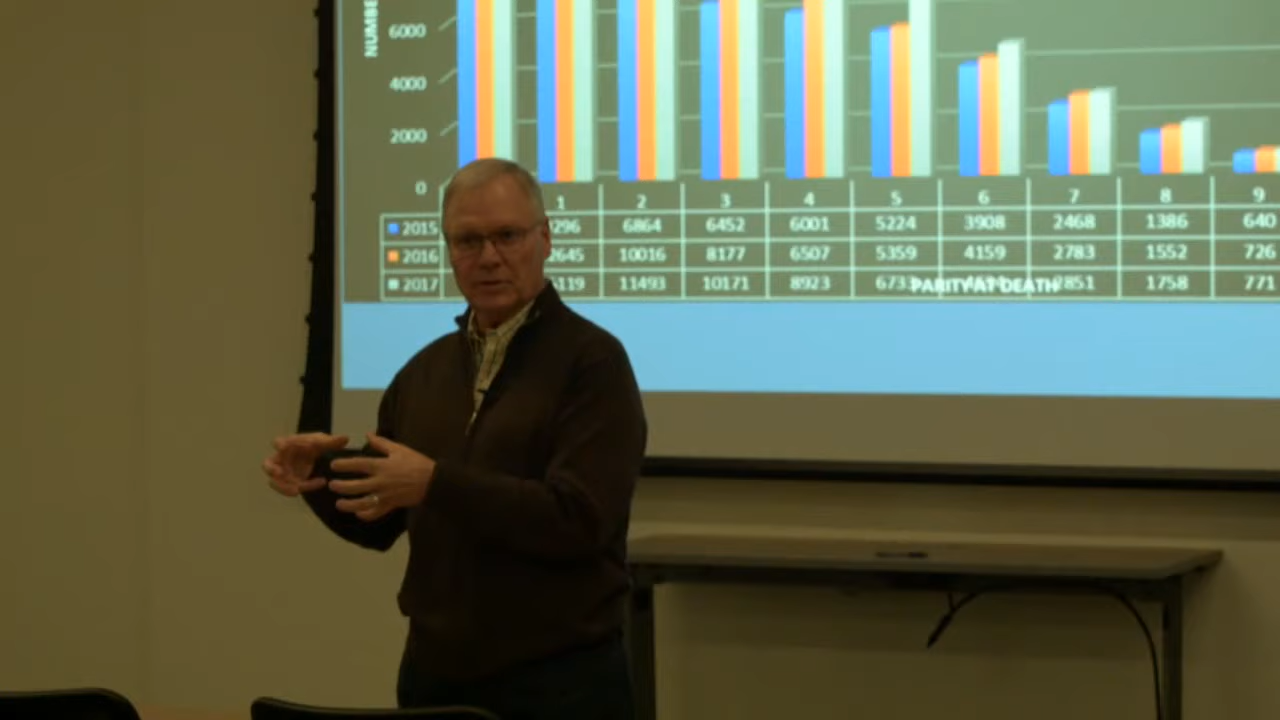 NUMBE
6000
4000
2000
0
1 2 3 4 5 6 7 8 9
2015 296 6864 6452 6001 5224 3908 2468 1386 640
2016 2645 10016 8177 6507 5359 4159 2783 1552 726
2017 119 11493 10171 8923 673 2851 1758 771
PARITY AT DEATH